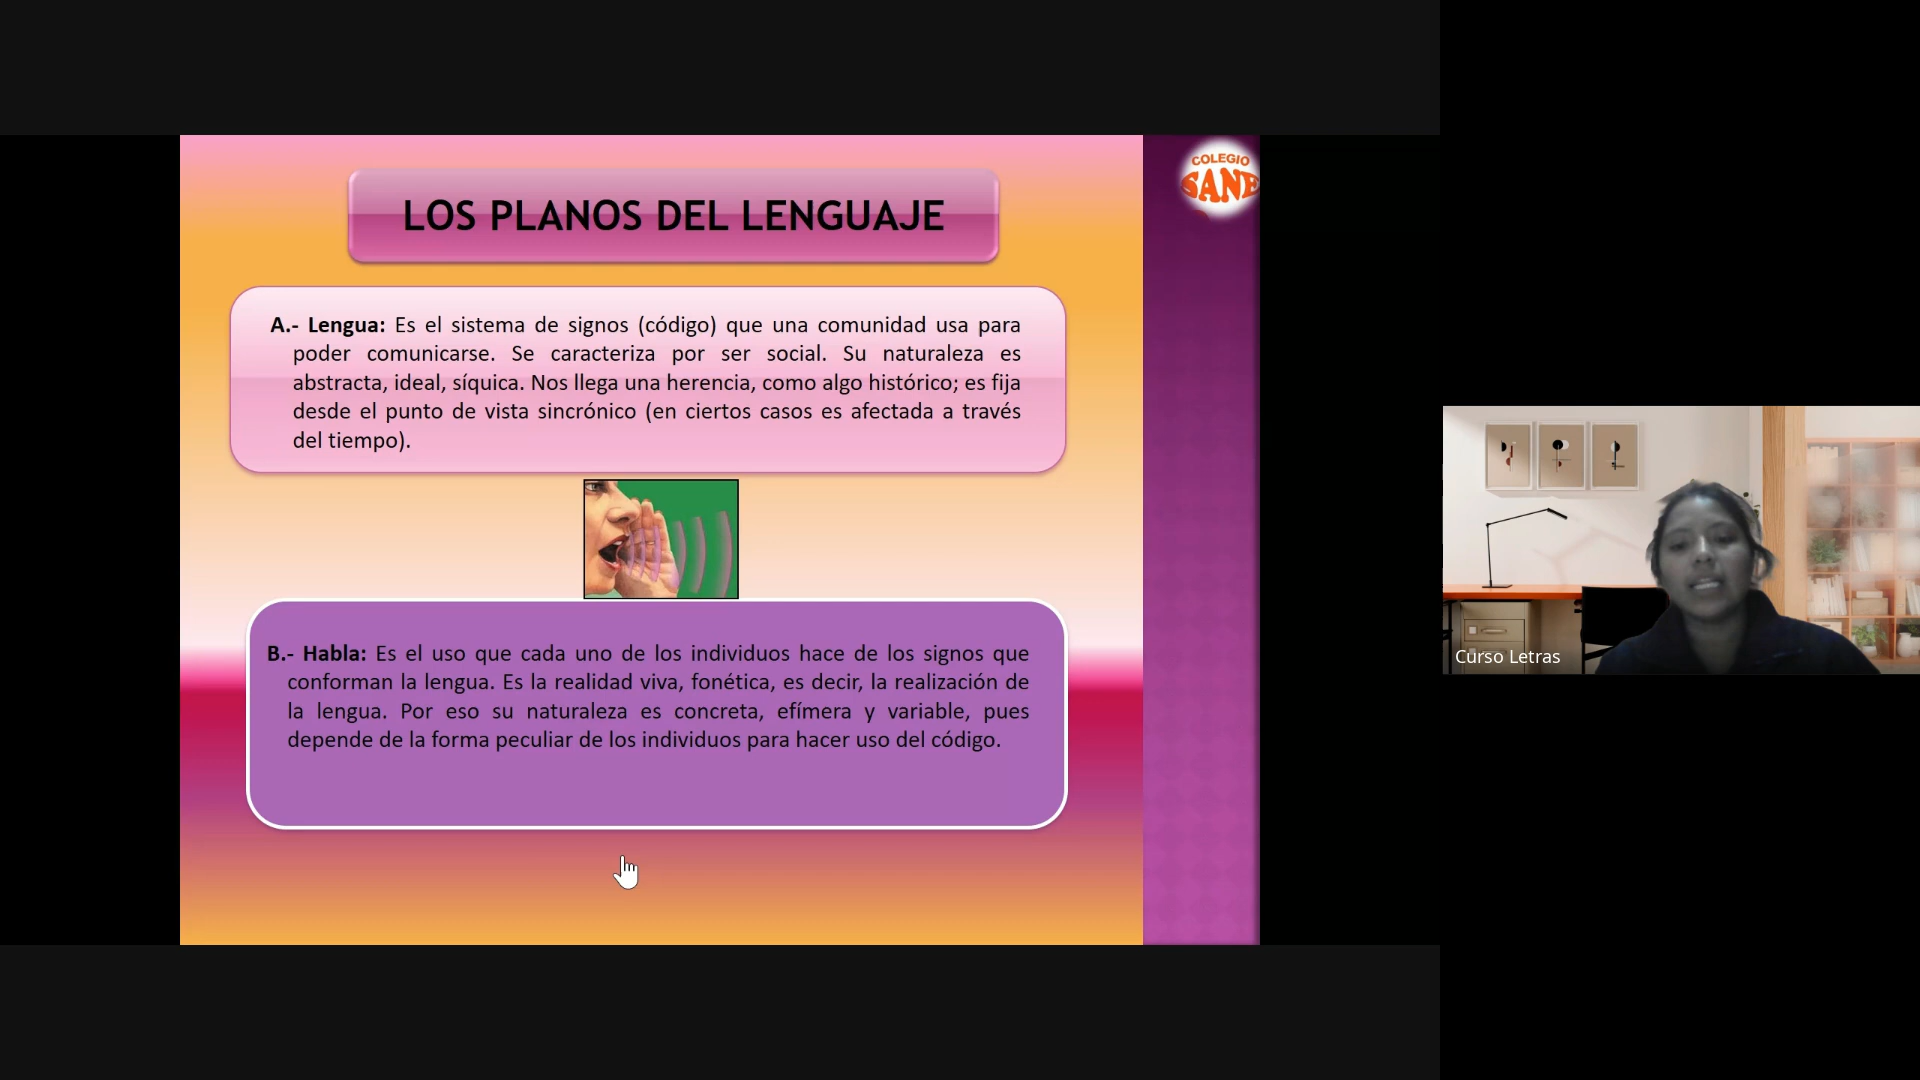 COLEGIO
SANE
LOS PLANOS DEL LENGUAJE
A.- Lengua: Es el sistema de signos (código) que una comunidad usa para
poder comunicarse. Se caracteriza por ser social. Su naturaleza es
abstracta, ideal, síquica. Nos llega una herencia, como algo histórico; es fija
desde el punto de vista sincrónico (en ciertos casos es afectada a través
del tiempo).
B.- Habla: Es el uso que cada uno de los individuos hace de los signos que
conforman la lengua. Es la realidad viva, fonética, es decir, la realización de
la lengua. Por eso su naturaleza es concreta, efímera y variable, pues
depende de la forma peculiar de los individuos para hacer uso del código.
Curso Letras